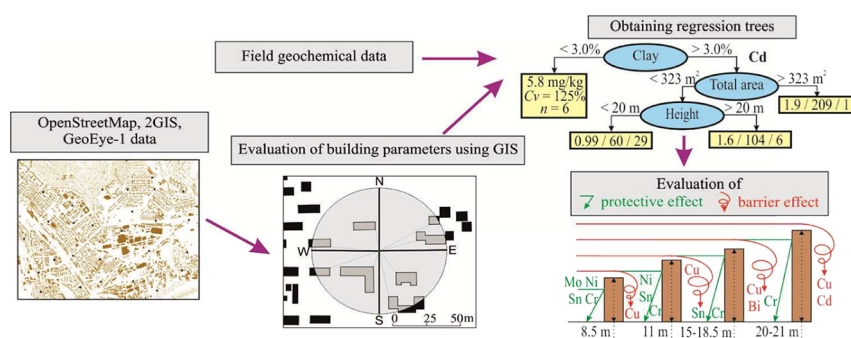 Obtaining regression trees
Field geochemical data
< 3.0%
> 3.0%
Cd
Clay
5.8 mg/kg
Cv = 125%
n = 6
< 323 m²
> 323 m²
Total area
1.9 / 209 / 1
< 20 m
> 20 m
Height
0.99 / 60 / 29
1.6 / 104 / 6
OpenStreetMap, 2GIS,
GeoEye-1 data
Evaluation of building parameters using GIS
N
W
E
S
0 25 50m
Evaluation of
protective effect
barrier effect
Mo Ni
Sn Cr
Cu
8.5 m
Ni
Sn
Cr
Cu
11 m
Sn Cr
Cu
Bi
15-18.5 m
Cr
Cu
Cd
20-21 m